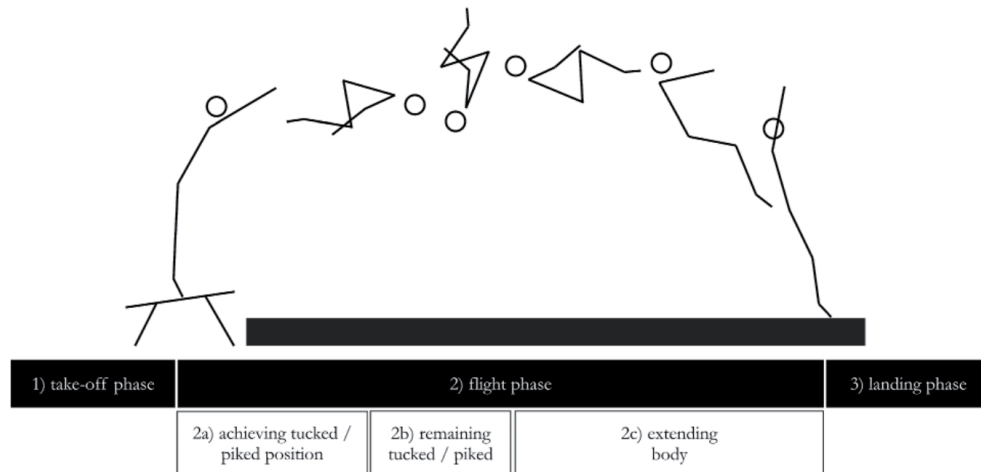 1) take-off phase
2) flight phase
3) landing phase
2a) achieving tucked /
piked position
2b) remaining
tucked / piked
2c) extending
body